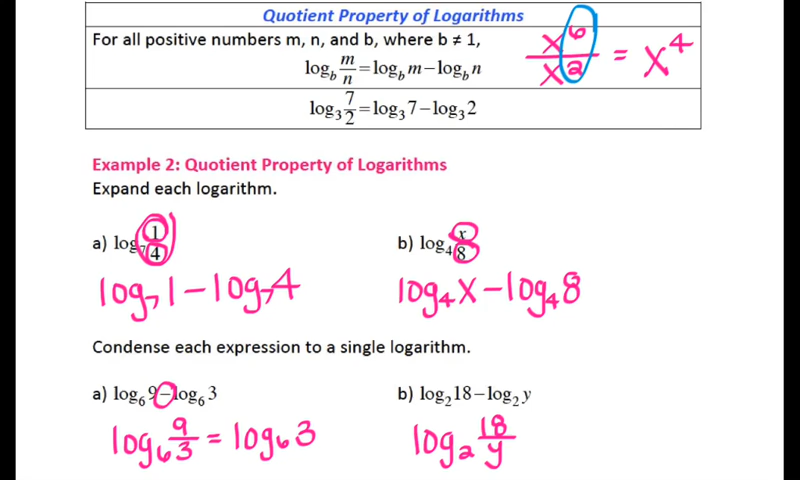 Quotient Property of Logarithms
For all positive numbers m, n, and b, where b ≠ 1,
log_b m/n = log_b m − log_b n
x^6/x^2 = x^4
log_3 7/2 = log_3 7 − log_3 2
Example 2: Quotient Property of Logarithms
Expand each logarithm.
a) log_7 1/4
b) log_4 x/8
log_7 1 − log_7 4
log_4 x − log_4 8
Condense each expression to a single logarithm.
a) log_6 9 − log_6 3
b) log_2 18 − log_2 y
log_6 9/3 = log_6 3
log_2 18/y